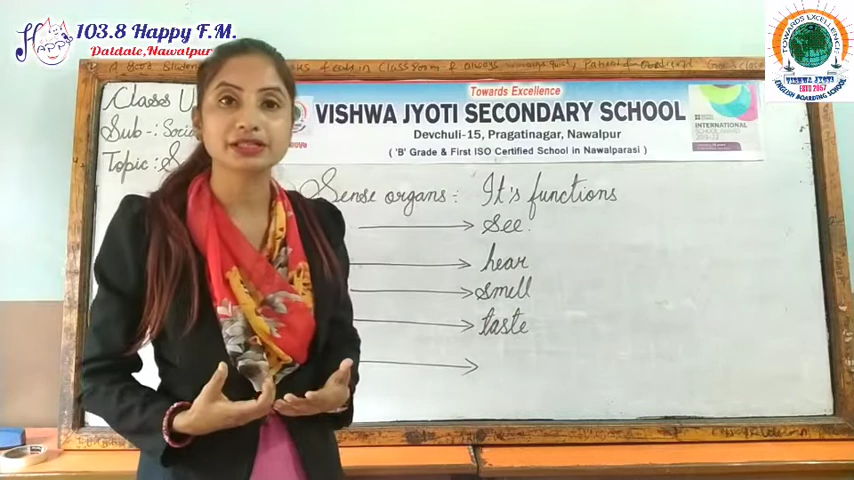 103.8 Happy F.M.
Daldale,Nawalpur
TOWARDS EXCELLENCE
VISHWA JYOTI
ENGLISH BOARDING SCHOOL
Towards Excellence
VISHWA JYOTI SECONDARY SCHOOL
Devchuli-15, Pragatinagar, Nawalpur
( 'B' Grade & First ISO Certified School in Nawalparasi )
INTERNATIONAL
SCHOOL AWARD
Class
Sub-:
Topic:
Sense organs: It's functions
see.
hear
smell
taste